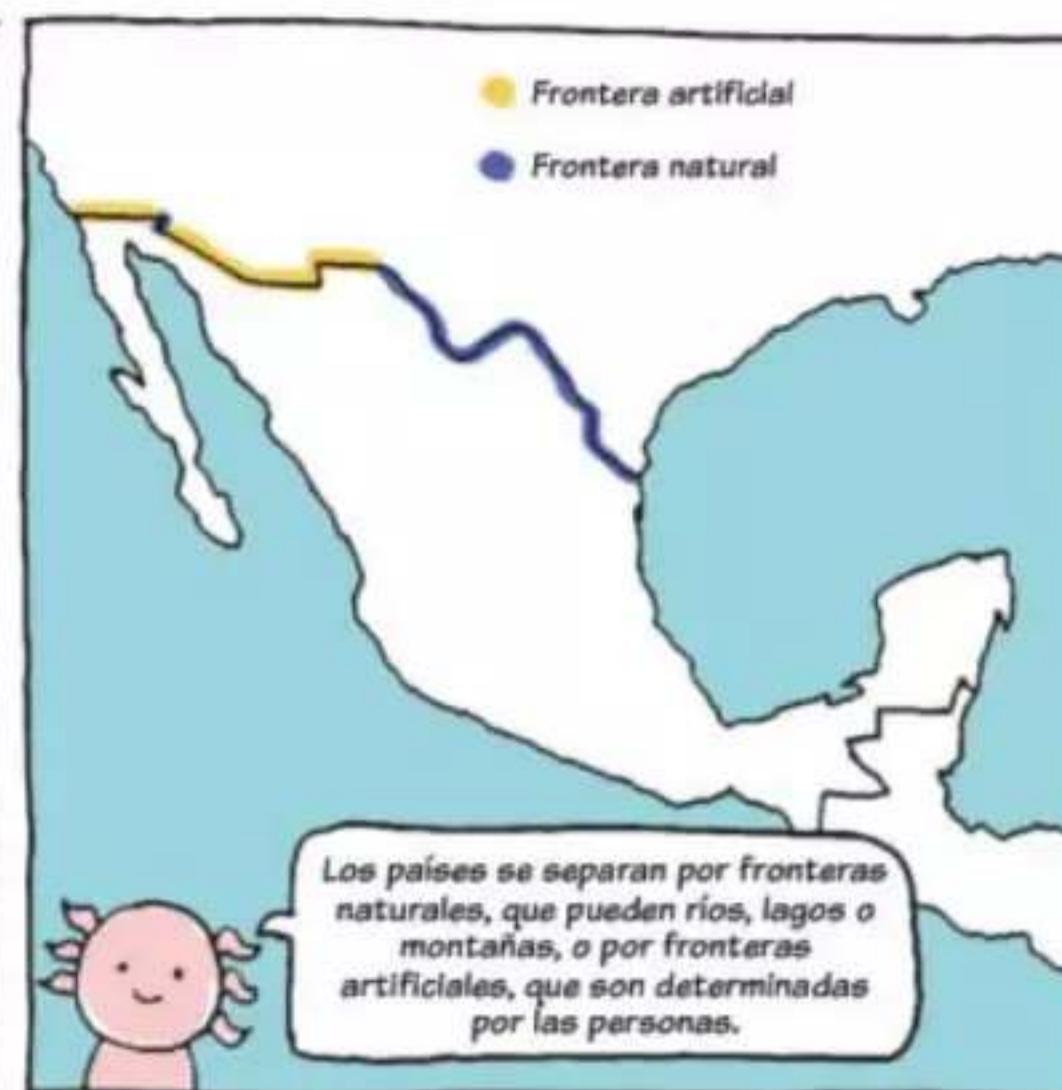 Frontera artificial
Frontera natural
Los países se separan por fronteras
naturales, que pueden ríos, lagos o
montañas, o por fronteras
artificiales, que son determinadas
por las personas.